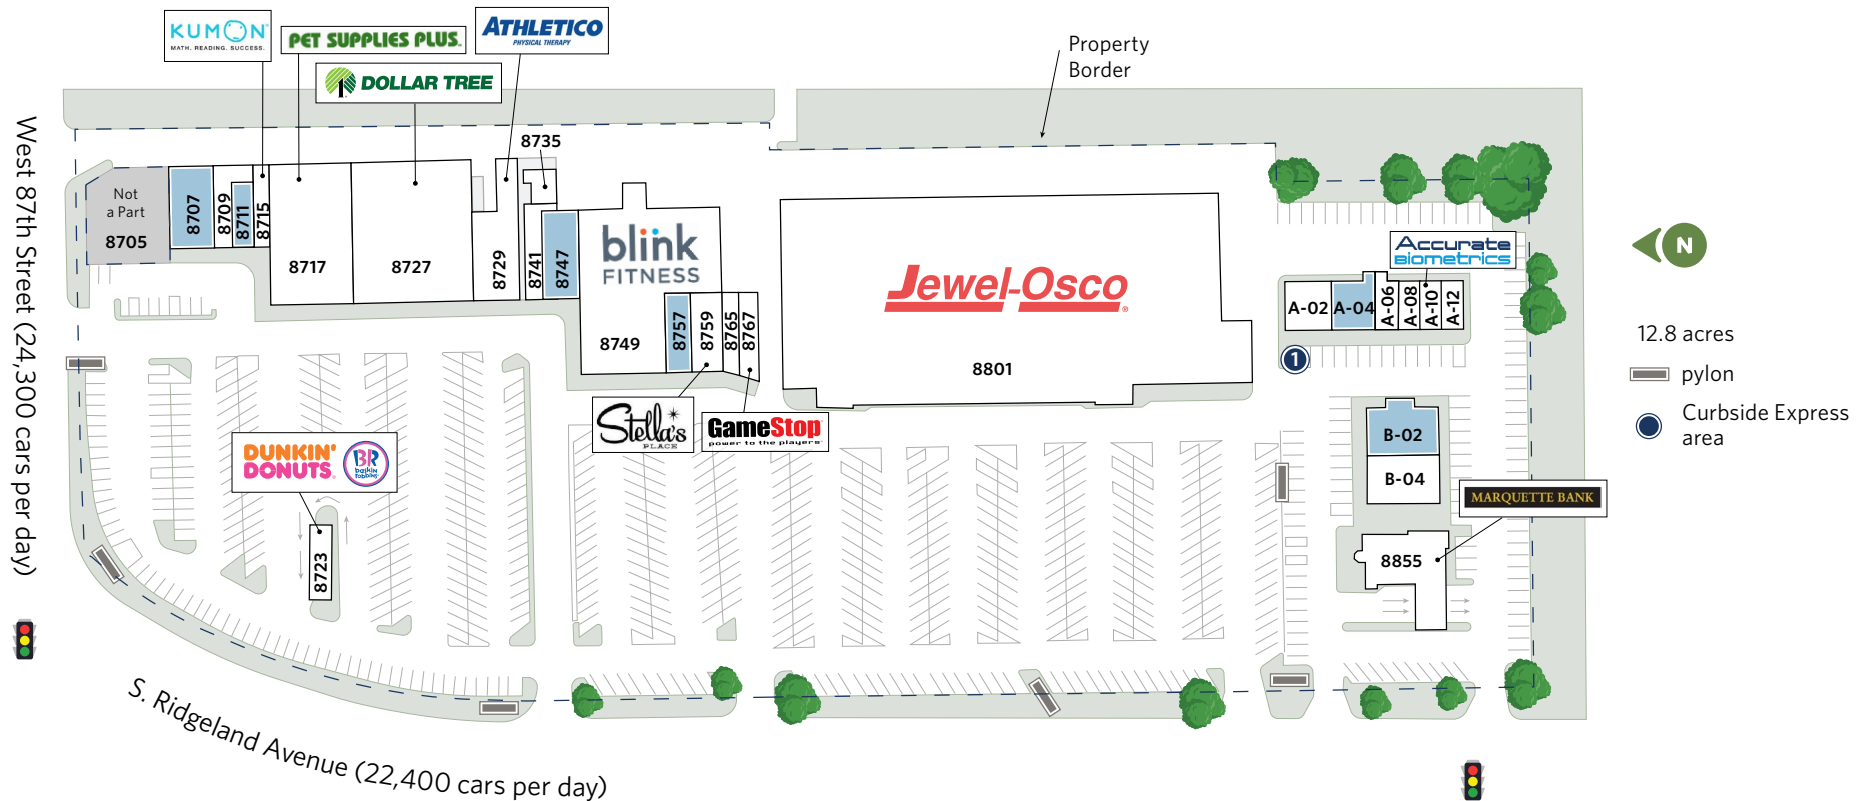 KUMON
MATH. READING. SUCCESS.
PET SUPPLIES PLUS
DOLLAR TREE
ATHLETICO
PHYSICAL THERAPY
Property
Border
8735
Not
a Part
8705
8707
8709
8711
8715
8717
8727
8729
8741
8747
blink
FITNESS
8749
8757
8759
8765
8767
Jewel-Osco
8801
Accurate
Biometrics
A-02
A-04
A-06
A-08
A-10
A-12
1
N
12.8 acres
pylon
Curbside Express
area
Stella's
PLACE
GameStop
power to the players
DUNKIN'
DONUTS
BR
baskin
robbins
8723
B-02
B-04
MARQUETTE BANK
8855
West 87th Street (24,300 cars per day)
S. Ridgeland Avenue (22,400 cars per day)